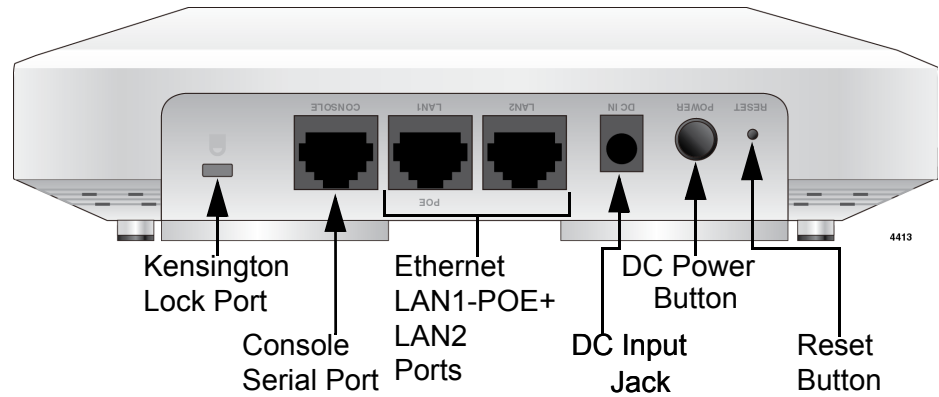 CONSOLE
LAN1
LAN2
DC IN
POWER
RESET
POE
4413
Kensington
Lock Port
Console
Serial Port
Ethernet
LAN1-POE+
LAN2
Ports
DC Input
Jack
DC Power
Button
Reset
Button